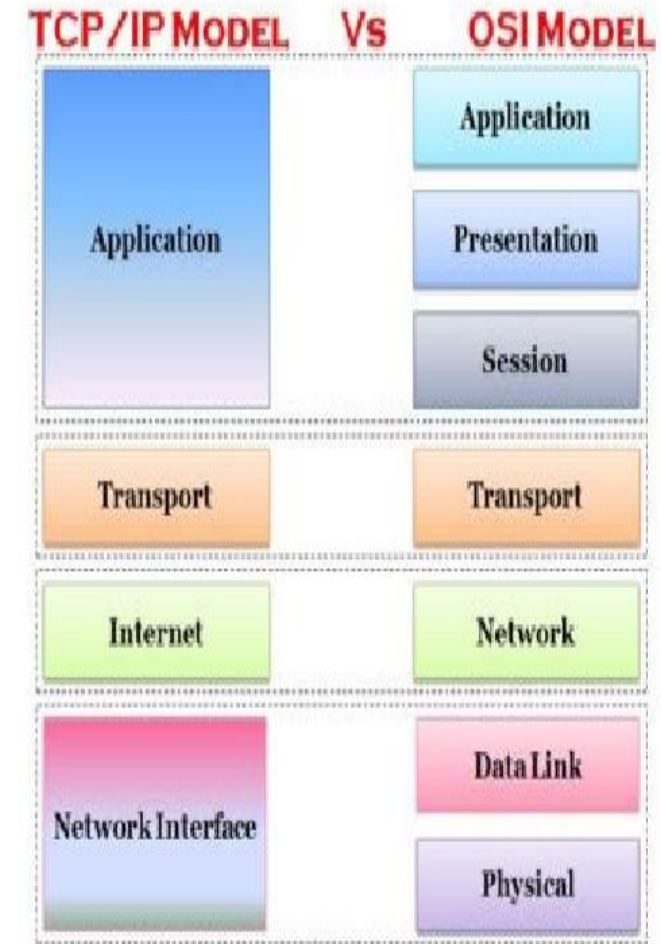 TCP/IP MODEL Vs OSI MODEL
Application
Application
Presentation
Session
Transport
Transport
Internet
Network
Network Interface
Data Link
Physical